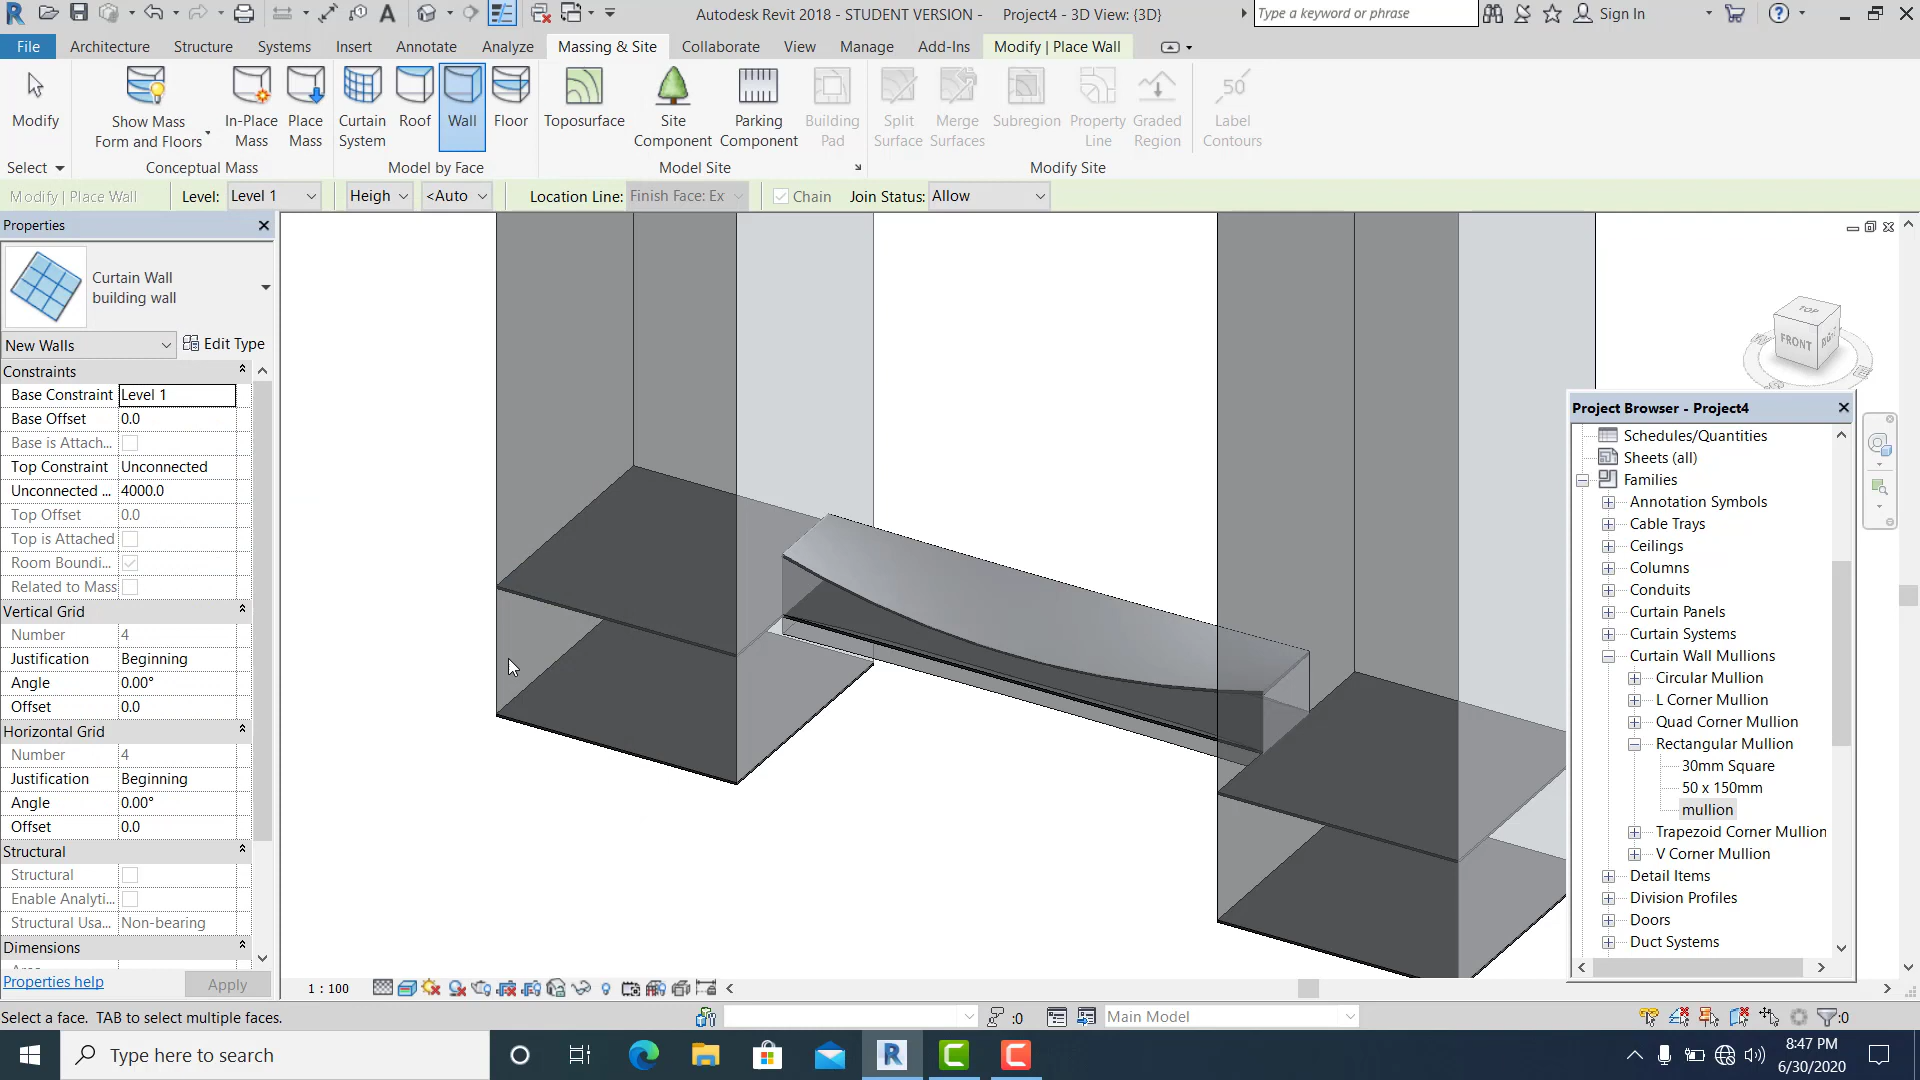 Autodesk Revit 2018 - STUDENT VERSION -    Project4 - 3D View: {3D}
Type a keyword or phrase
Sign In
File Architecture Structure Systems Insert Annotate Analyze Massing & Site Collaborate View Manage Add-Ins Modify | Place Wall
Modify
Show Mass Form and Floors
In-Place Mass
Place Mass
Curtain System
Roof
Wall
Floor
Toposurface
Site Component
Parking Component
Building Pad
Split Surface
Merge Surfaces
Subregion
Property Line
Graded Region
50
Label Contours
Select
Conceptual Mass
Model by Face
Model Site
Modify Site
Modify | Place Wall
Level: Level 1
Heigh
<Auto
Location Line: Finish Face: Ex
Chain
Join Status: Allow
Properties
Curtain Wall
building wall
New Walls
Edit Type
Constraints
Base Constraint Level 1
Base Offset 0.0
Base is Attach...
Top Constraint Unconnected
Unconnected ... 4000.0
Top Offset 0.0
Top is Attached
Room Boundi...
Related to Mass
Vertical Grid
Number 4
Justification Beginning
Angle 0.00°
Offset 0.0
Horizontal Grid
Number 4
Justification Beginning
Angle 0.00°
Offset 0.0
Structural
Structural
Enable Analyti...
Structural Usa... Non-bearing
Dimensions
Properties help
Apply
TOP
FRONT
Project Browser - Project4
Schedules/Quantities
Sheets (all)
Families
Annotation Symbols
Cable Trays
Ceilings
Columns
Conduits
Curtain Panels
Curtain Systems
Curtain Wall Mullions
Circular Mullion
L Corner Mullion
Quad Corner Mullion
Rectangular Mullion
30mm Square
50 x 150mm
mullion
Trapezoid Corner Mullion
V Corner Mullion
Detail Items
Division Profiles
Doors
Duct Systems
1 : 100
Select a face. TAB to select multiple faces.
:0
Main Model
:0
Type here to search
8:47 PM
6/30/2020